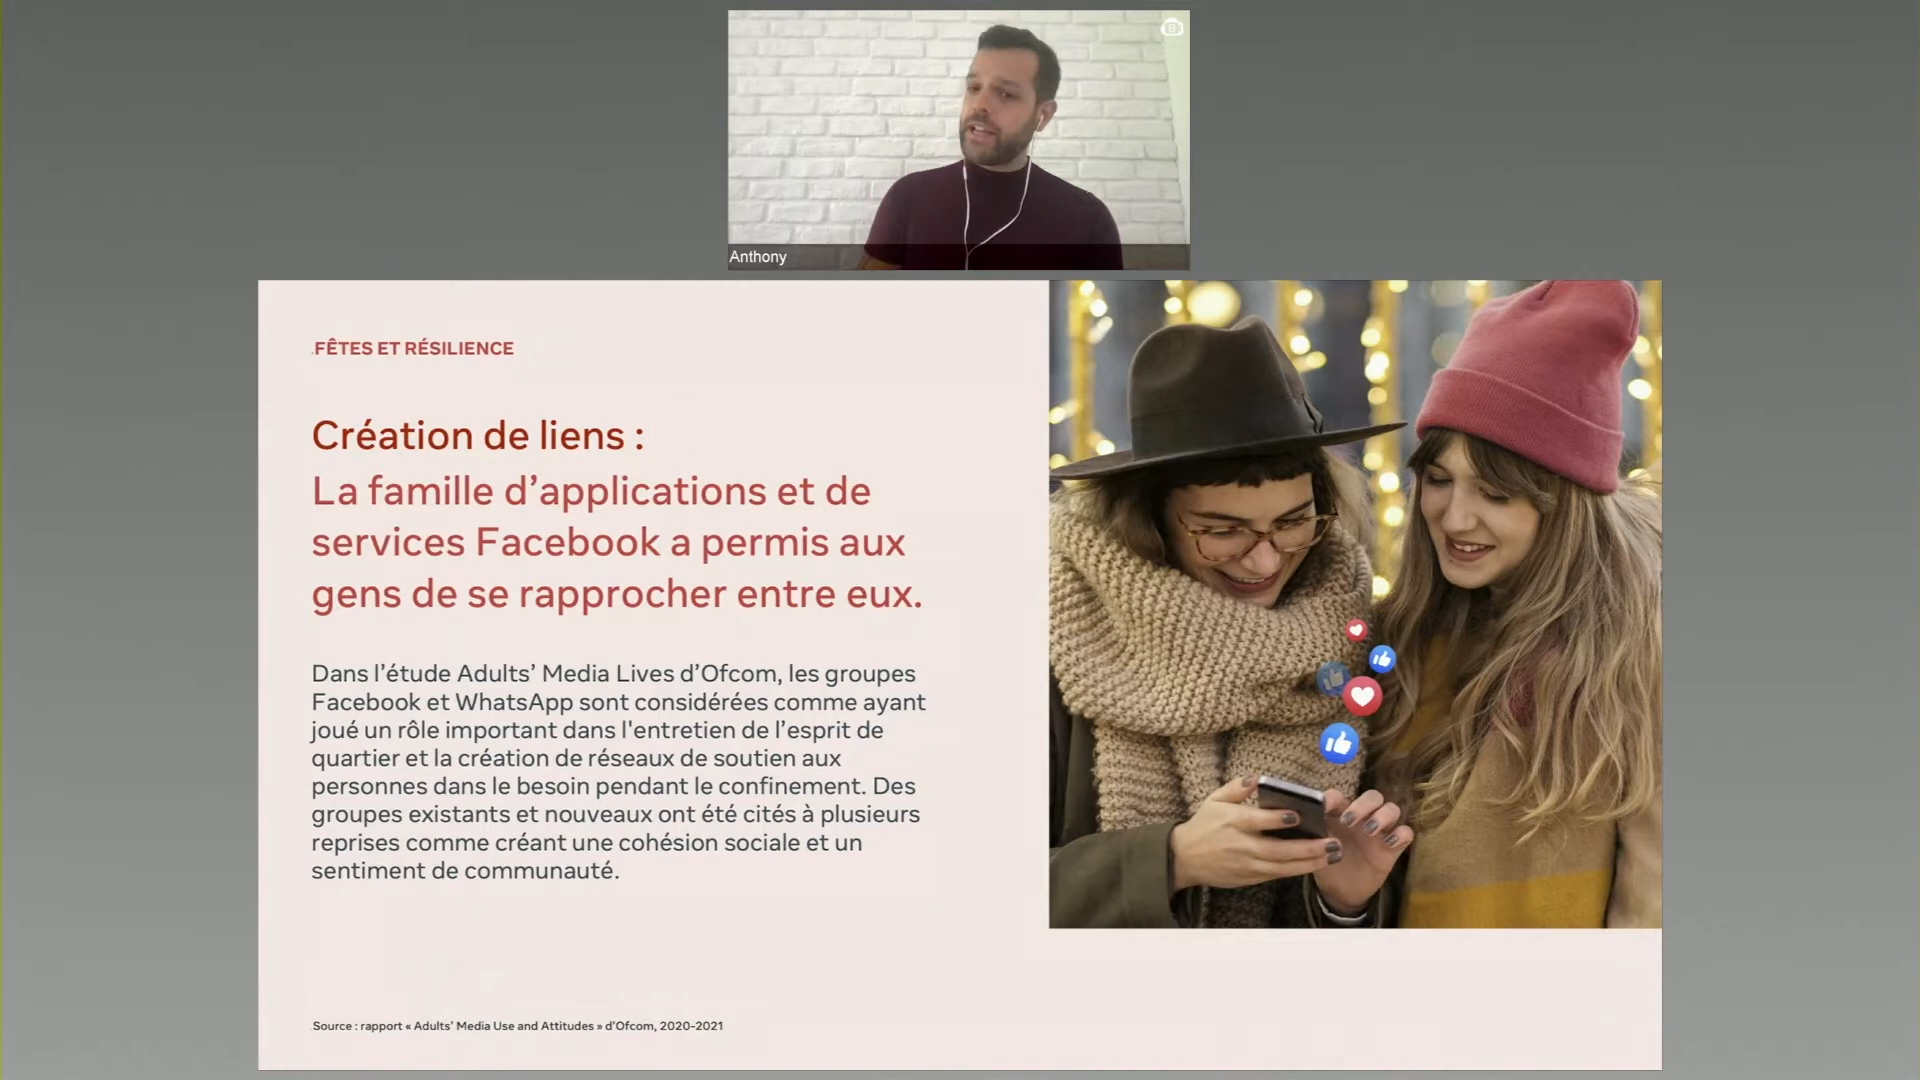 Anthony
.FÊTES ET RÉSILIENCE
Création de liens :
La famille d’applications et de
services Facebook a permis aux
gens de se rapprocher entre eux.
Dans l’étude Adults’ Media Lives d’Ofcom, les groupes
Facebook et WhatsApp sont considérées comme ayant
joué un rôle important dans l'entretien de l’esprit de
quartier et la création de réseaux de soutien aux
personnes dans le besoin pendant le confinement. Des
groupes existants et nouveaux ont été cités à plusieurs
reprises comme créant une cohésion sociale et un
sentiment de communauté.
Source : rapport « Adults’ Media Use and Attitudes » d’Ofcom, 2020-2021